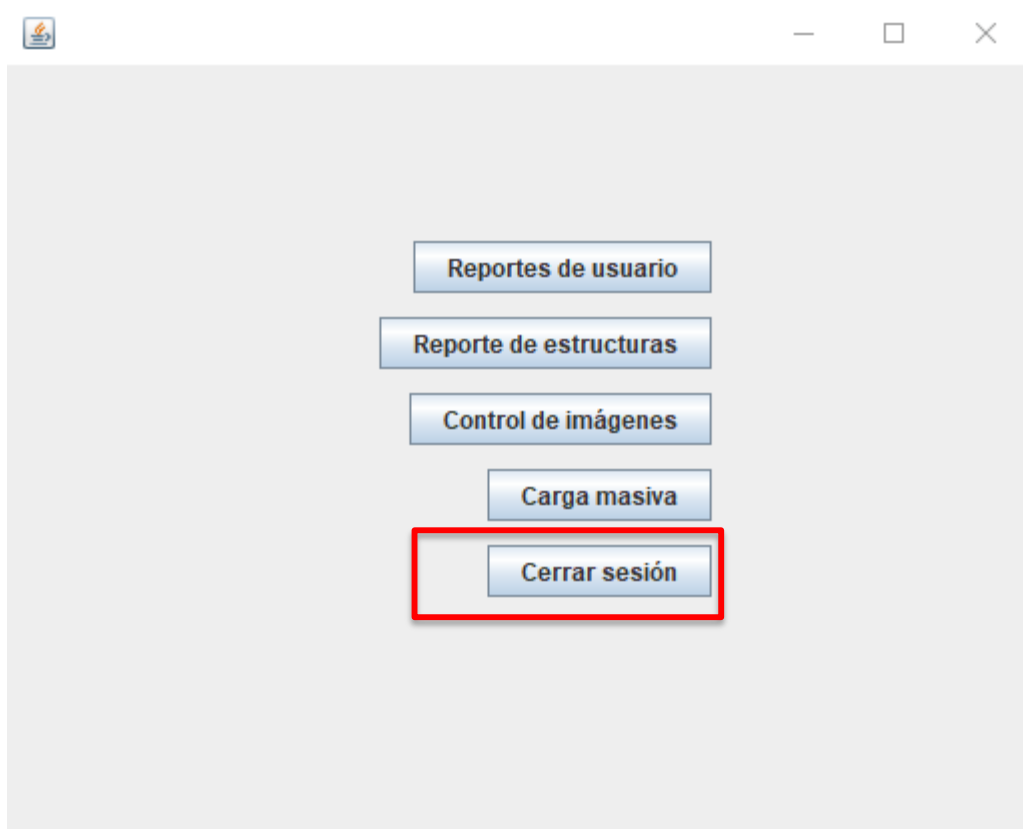 Reportes de usuario
Reporte de estructuras
Control de imágenes
Carga masiva
Cerrar sesión